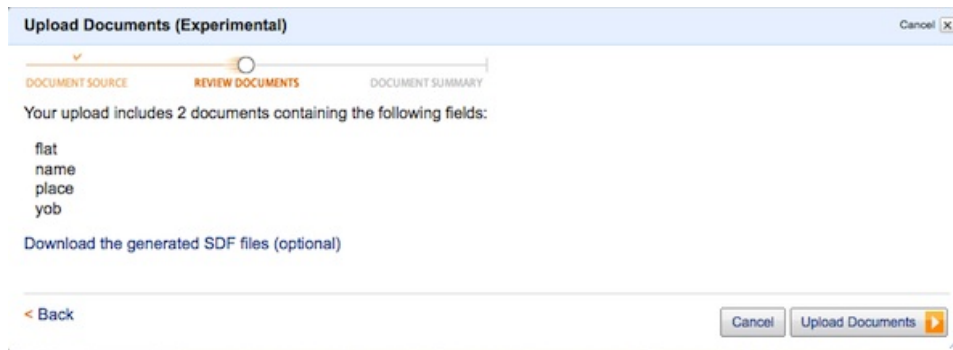 Upload Documents (Experimental)
Cancel
DOCUMENT SOURCE REVIEW DOCUMENTS DOCUMENT SUMMARY
Your upload includes 2 documents containing the following fields:
flat
name
place
yob
Download the generated SDF files (optional)
< Back
Cancel Upload Documents